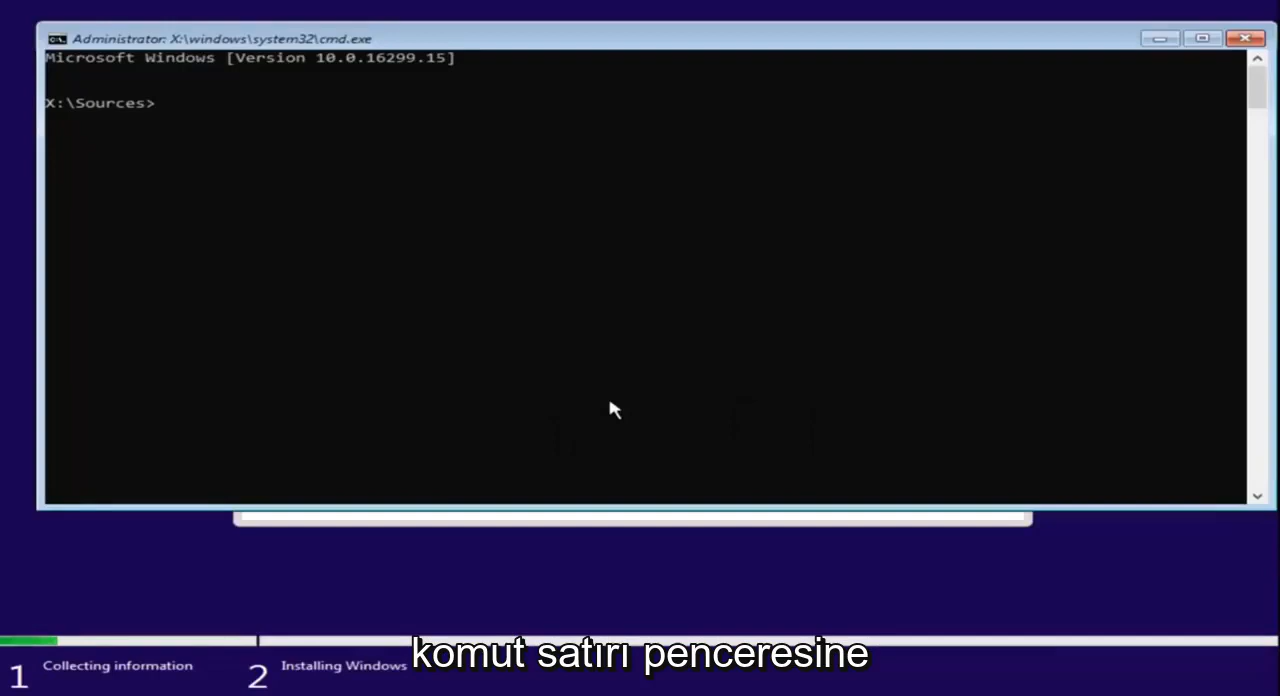 Administrator: X:\windows\system32\cmd.exe
Microsoft Windows [Version 10.0.16299.15]
X:\Sources>
komut satırı penceresine
1 Collecting information 2 Installing Windows